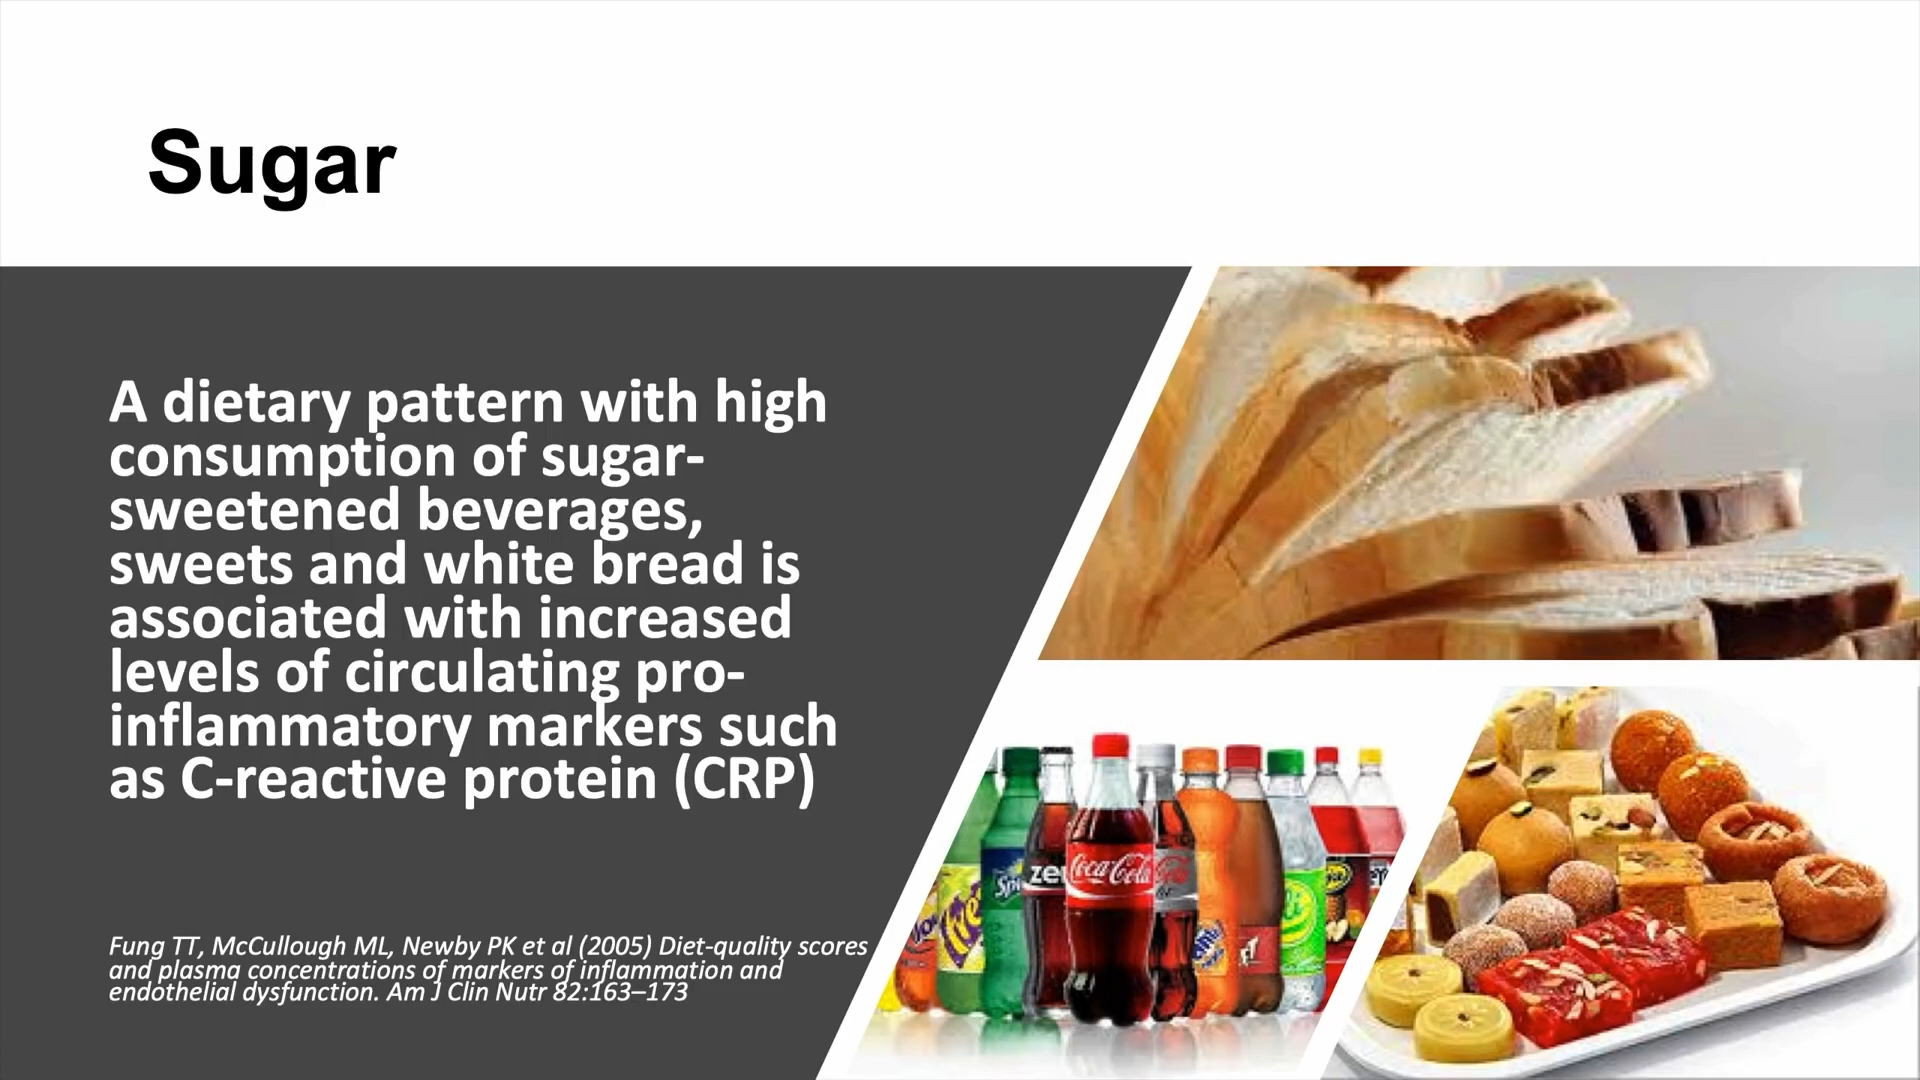 Sugar
A dietary pattern with high
consumption of sugar-
sweetened beverages,
sweets and white bread is
associated with increased
levels of circulating pro-
inflammatory markers such
as C-reactive protein (CRP)
Fung TT, McCullough ML, Newby PK et al (2005) Diet-quality scores
and plasma concentrations of markers of inflammation and
endothelial dysfunction. Am J Clin Nutr 82:163–173
Coca-Cola